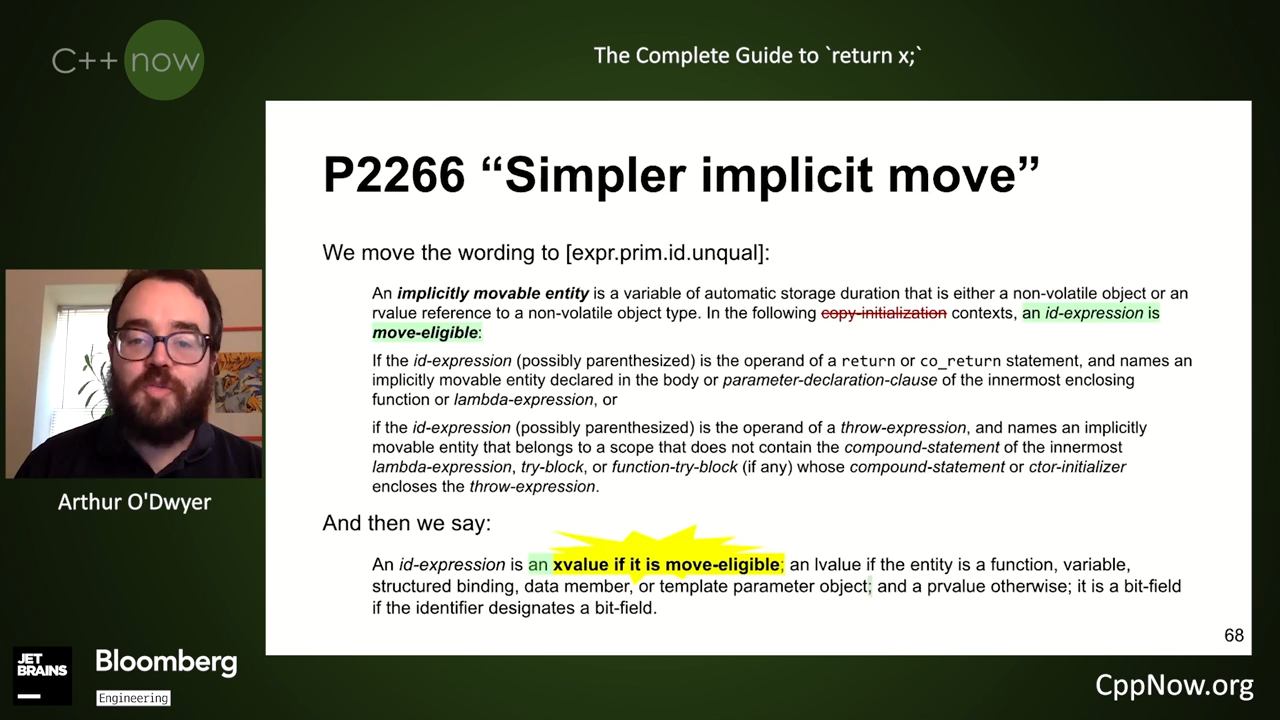 C++ now
The Complete Guide to `return x;`
P2266 “Simpler implicit move”
We move the wording to [expr.prim.id.unqual]:
An implicitly movable entity is a variable of automatic storage duration that is either a non-volatile object or an
rvalue reference to a non-volatile object type. In the following copy-initialization contexts, an id-expression is
move-eligible:
If the id-expression (possibly parenthesized) is the operand of a return or co_return statement, and names an
implicitly movable entity declared in the body or parameter-declaration-clause of the innermost enclosing
function or lambda-expression, or
if the id-expression (possibly parenthesized) is the operand of a throw-expression, and names an implicitly
movable entity that belongs to a scope that does not contain the compound-statement of the innermost
lambda-expression, try-block, or function-try-block (if any) whose compound-statement or ctor-initializer
encloses the throw-expression.
And then we say:
An id-expression is an xvalue if it is move-eligible; an lvalue if the entity is a function, variable,
structured binding, data member, or template parameter object; and a prvalue otherwise; it is a bit-field
if the identifier designates a bit-field.
68
Arthur O'Dwyer
JET
BRAINS
Bloomberg
Engineering
CppNow.org